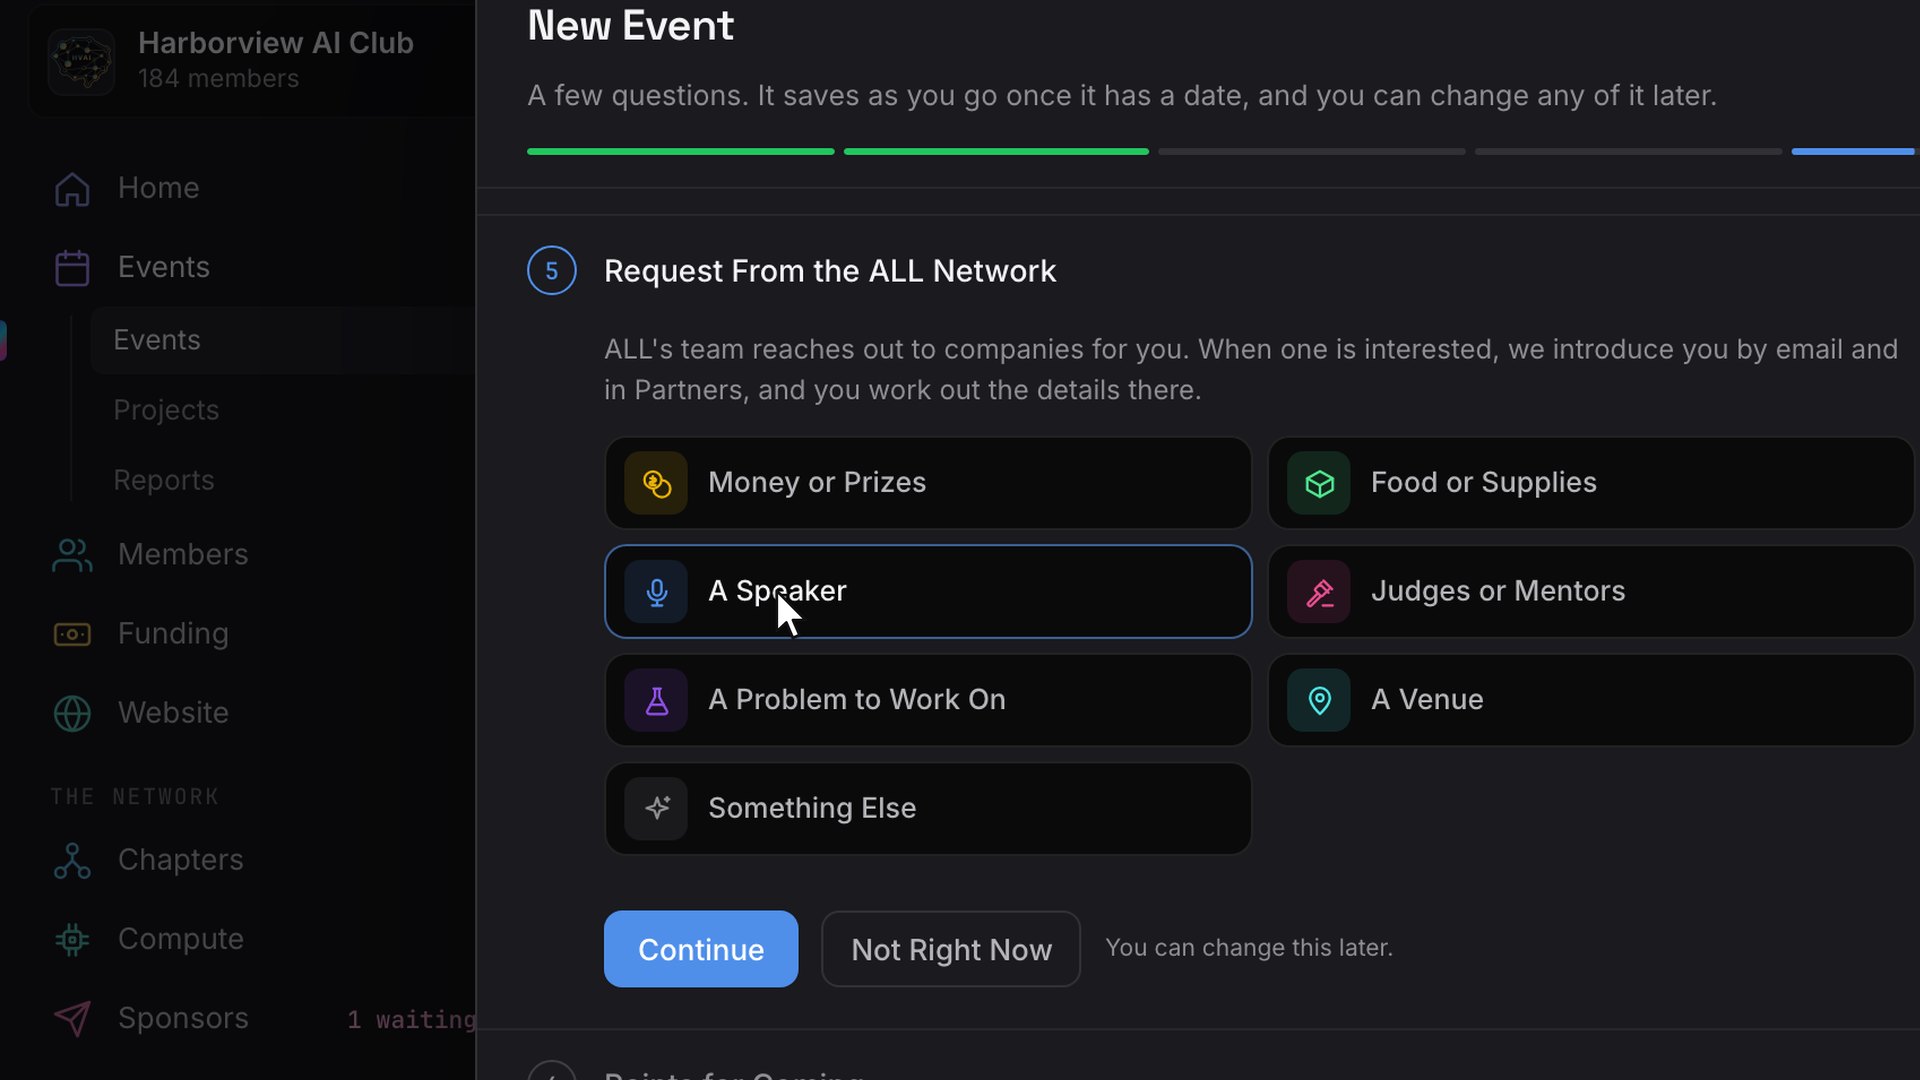 Harborview AI Club
184 members
Home
Events
Events
Projects
Reports
Members
Funding
Website
THE NETWORK
Chapters
Compute
Sponsors
1 waiting
New Event
A few questions. It saves as you go once it has a date, and you can change any of it later.
5
Request From the ALL Network
ALL's team reaches out to companies for you. When one is interested, we introduce you by email and
in Partners, and you work out the details there.
Money or Prizes
Food or Supplies
A Speaker
Judges or Mentors
A Problem to Work On
A Venue
Something Else
Continue
Not Right Now
You can change this later.